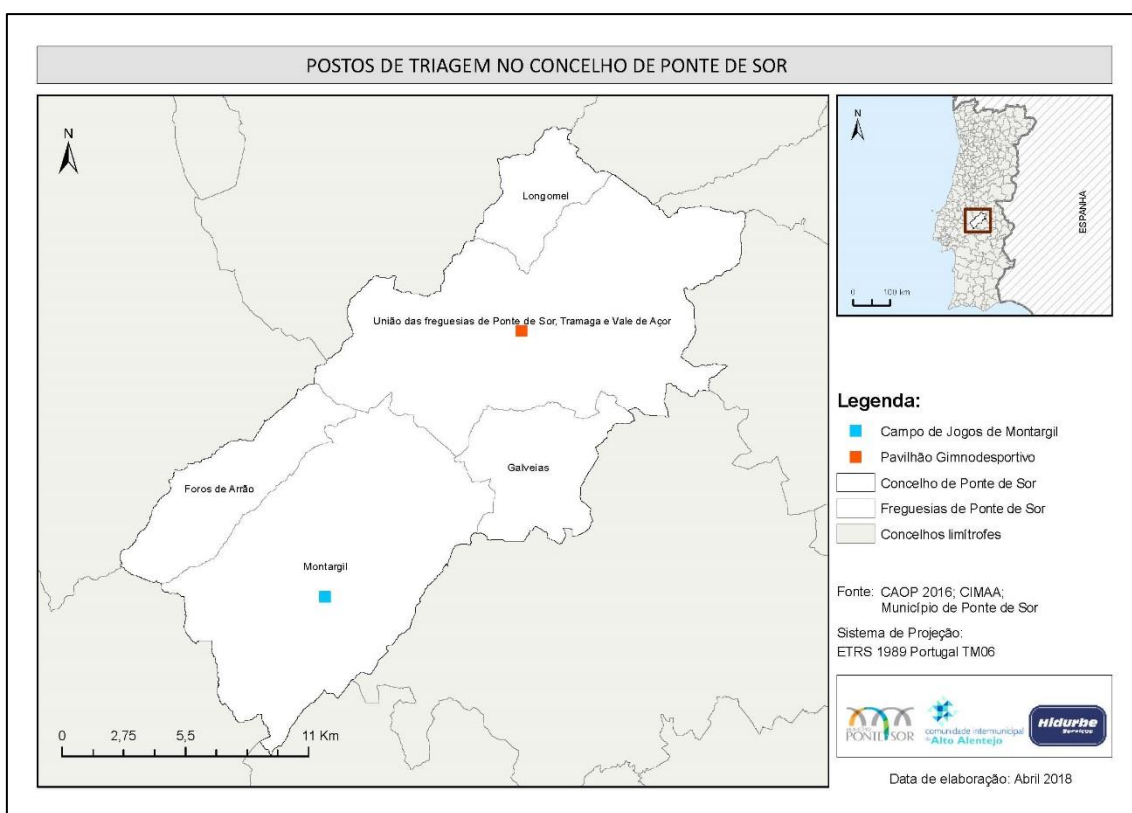 POSTOS DE TRIAGEM NO CONCELHO DE PONTE DE SOR
N
Longomel
União das freguesias de Ponte de Sor, Tramaga e Vale de Açor
Galveias
Foros de Arrão
Montargil
0 2,75 5,5 11 Km
N
ESPANHA
0 100 km
Legenda:
Campo de Jogos de Montargil
Pavilhão Gimnodesportivo
Concelho de Ponte de Sor
Freguesias de Ponte de Sor
Concelhos limítrofes
Fonte: CAOP 2016; CIMAA;
Município de Ponte de Sor
Sistema de Projeção:
ETRS 1989 Portugal TM06
PONTE SOR
comunidade intermunicipal
do Alto Alentejo
Hidurbe
Serviços
Data de elaboração: Abril 2018